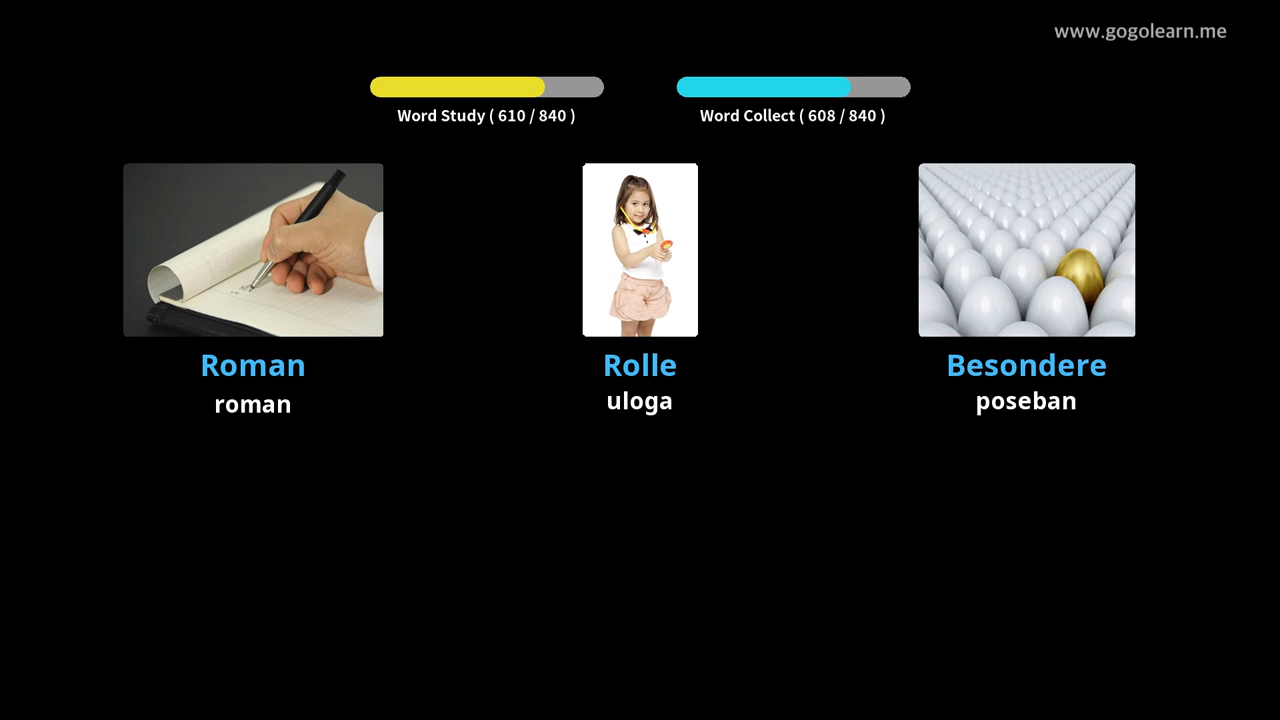 www.gogolearn.me
Word Study ( 610 / 840 )
Word Collect ( 608 / 840 )
Roman
roman
Rolle
uloga
Besondere
poseban